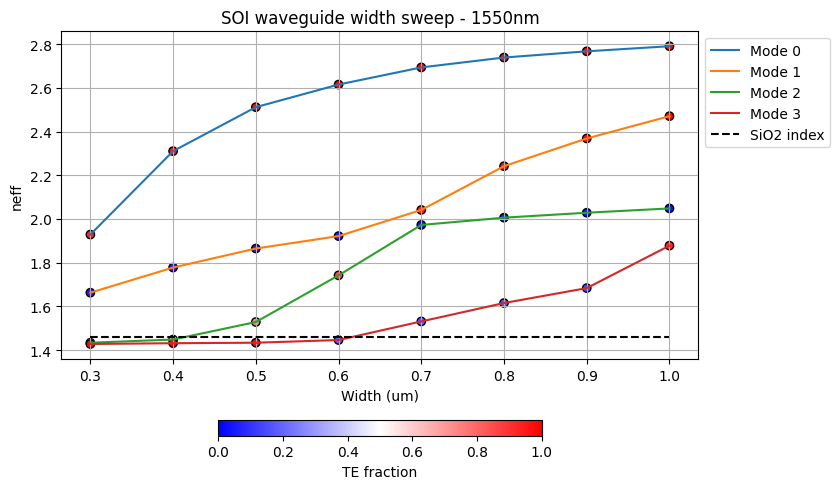 SOI waveguide width sweep - 1550nm
2.8
2.6
2.4
2.2
2.0
1.8
1.6
1.4
neff
0.3 0.4 0.5 0.6 0.7 0.8 0.9 1.0
Width (um)
Mode 0
Mode 1
Mode 2
Mode 3
SiO2 index
0.0 0.2 0.4 0.6 0.8 1.0
TE fraction